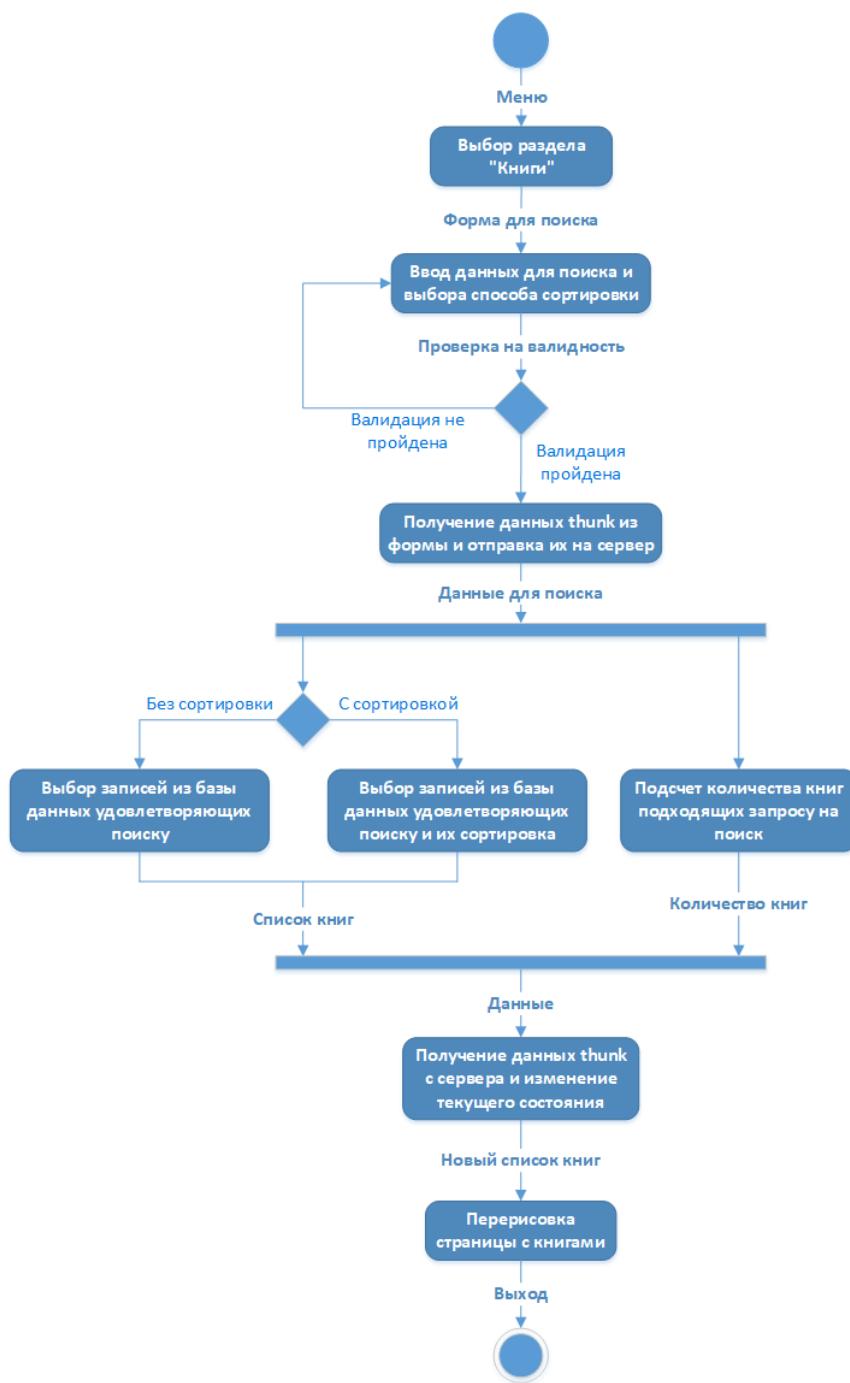 Меню
Выбор раздела
"Книги"
Форма для поиска
Ввод данных для поиска и
выбора способа сортировки
Проверка на валидность
Валидация не
пройдена
Валидация
пройдена
Получение данных thunk из
формы и отправка их на сервер
Данные для поиска
Без сортировки
С сортировкой
Выбор записей из базы
данных удовлетворяющих
поиску
Выбор записей из базы
данных удовлетворяющих
поиску и их сортировка
Подсчет количества книг
подходящих запросу на
поиск
Список книг
Количество книг
Данные
Получение данных thunk
с сервера и изменение
текущего состояния
Новый список книг
Перерисовка
страницы с книгами
Выход